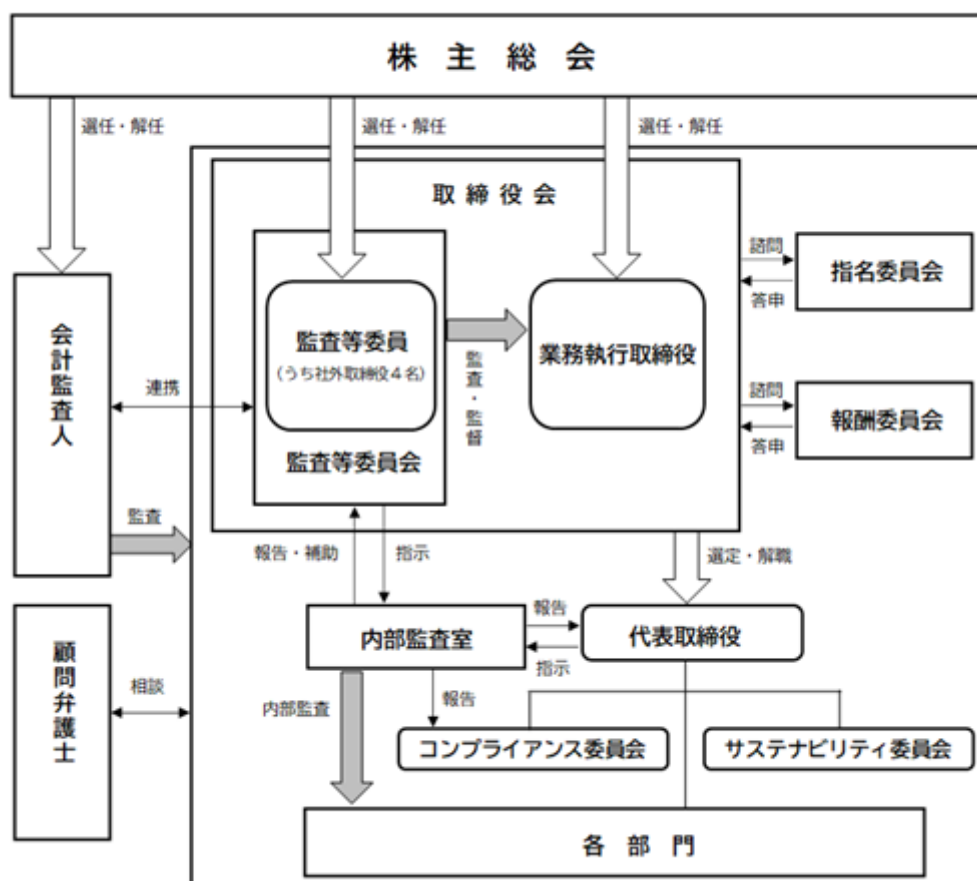 株主総会
選任・解任
選任・解任
選任・解任
取締役会
監査等委員
（うち社外取締役４名）
監査等委員会
監査・監督
業務執行取締役
諮問
答申
指名委員会
諮問
答申
報酬委員会
会計監査人
連携
監査
報告・補助
指示
選定・解職
顧問弁護士
相談
内部監査室
報告
指示
代表取締役
内部監査
報告
コンプライアンス委員会
サステナビリティ委員会
各部門